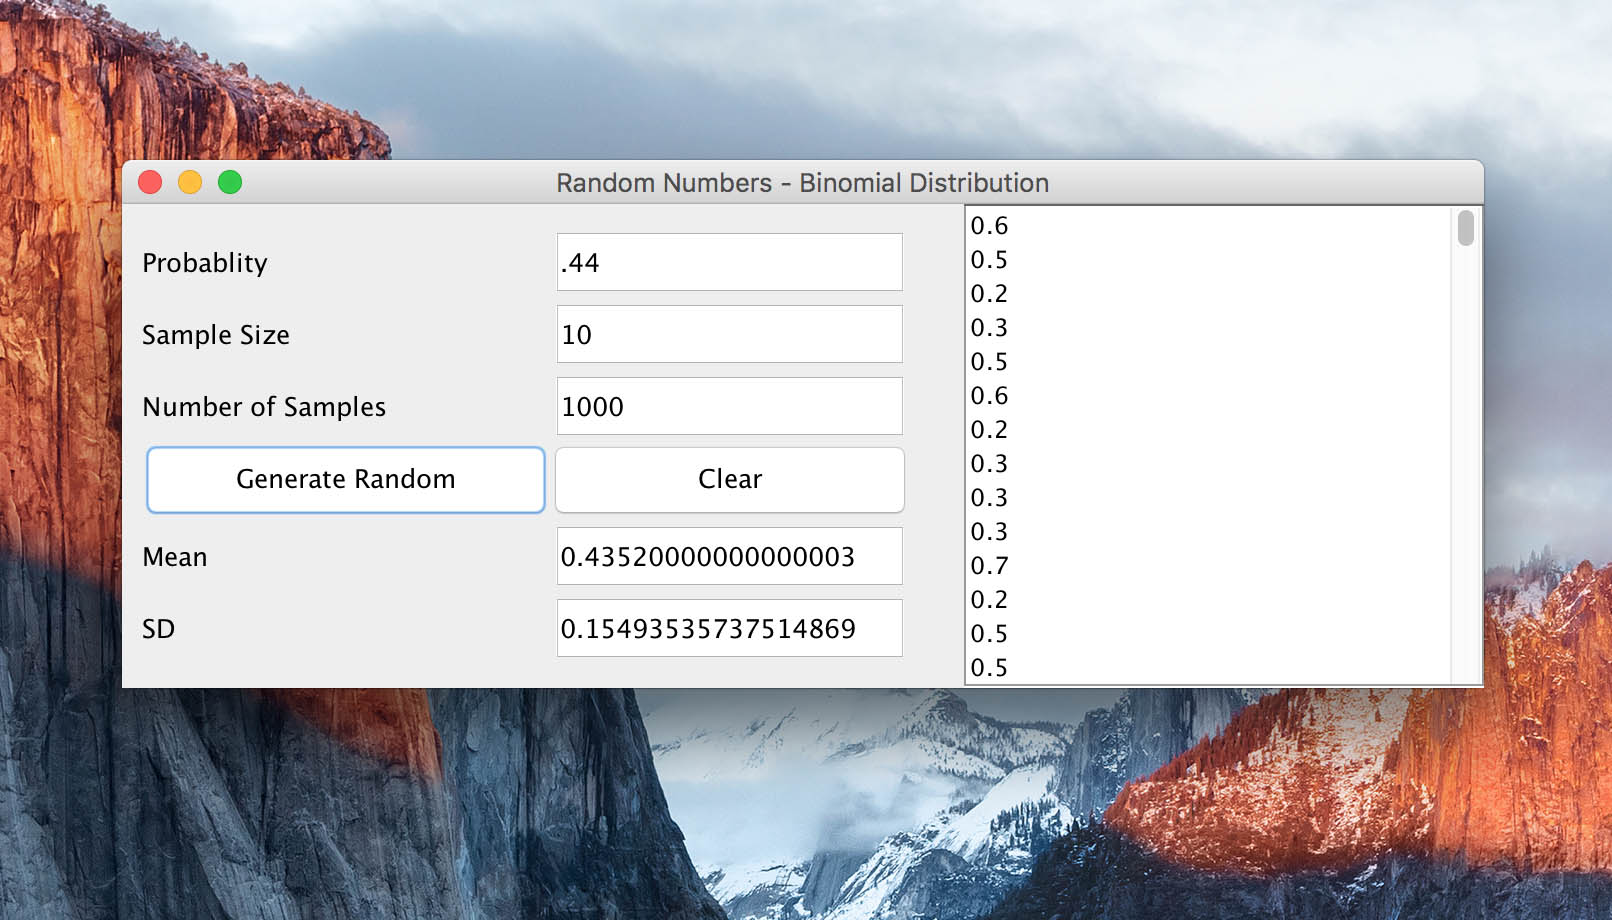 Random Numbers - Binomial Distribution
Probablity
.44
Sample Size
10
Number of Samples
1000
Generate Random
Clear
Mean
0.43520000000000003
SD
0.15493535737514869
0.6
0.5
0.2
0.3
0.5
0.6
0.2
0.3
0.3
0.3
0.7
0.2
0.5
0.5